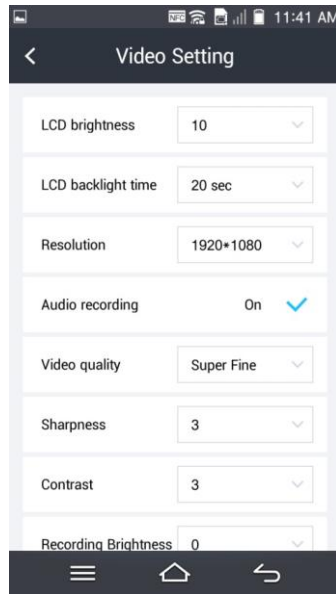 NFC 11:41 AM
Video Setting
LCD brightness 10
LCD backlight time 20 sec
Resolution 1920*1080
Audio recording On
Video quality Super Fine
Sharpness 3
Contrast 3
Recording Brightness 0